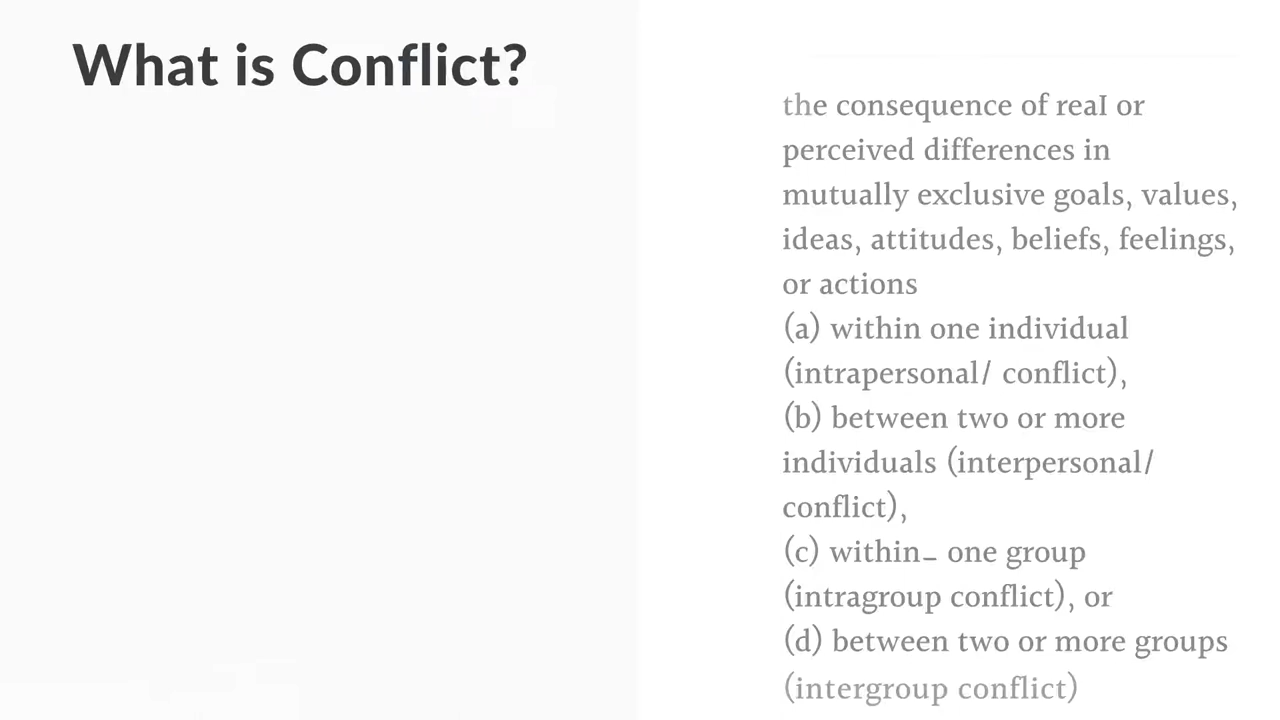 What is Conflict?
the consequence of reaI or
perceived differences in
mutually exclusive goals, values,
ideas, attitudes, beliefs, feelings,
or actions
(a) within one individual
(intrapersonal/ conflict),
(b) between two or more
individuals (interpersonal/
conflict),
(c) within_ one group
(intragroup conflict), or
(d) between two or more groups
(intergroup conflict)